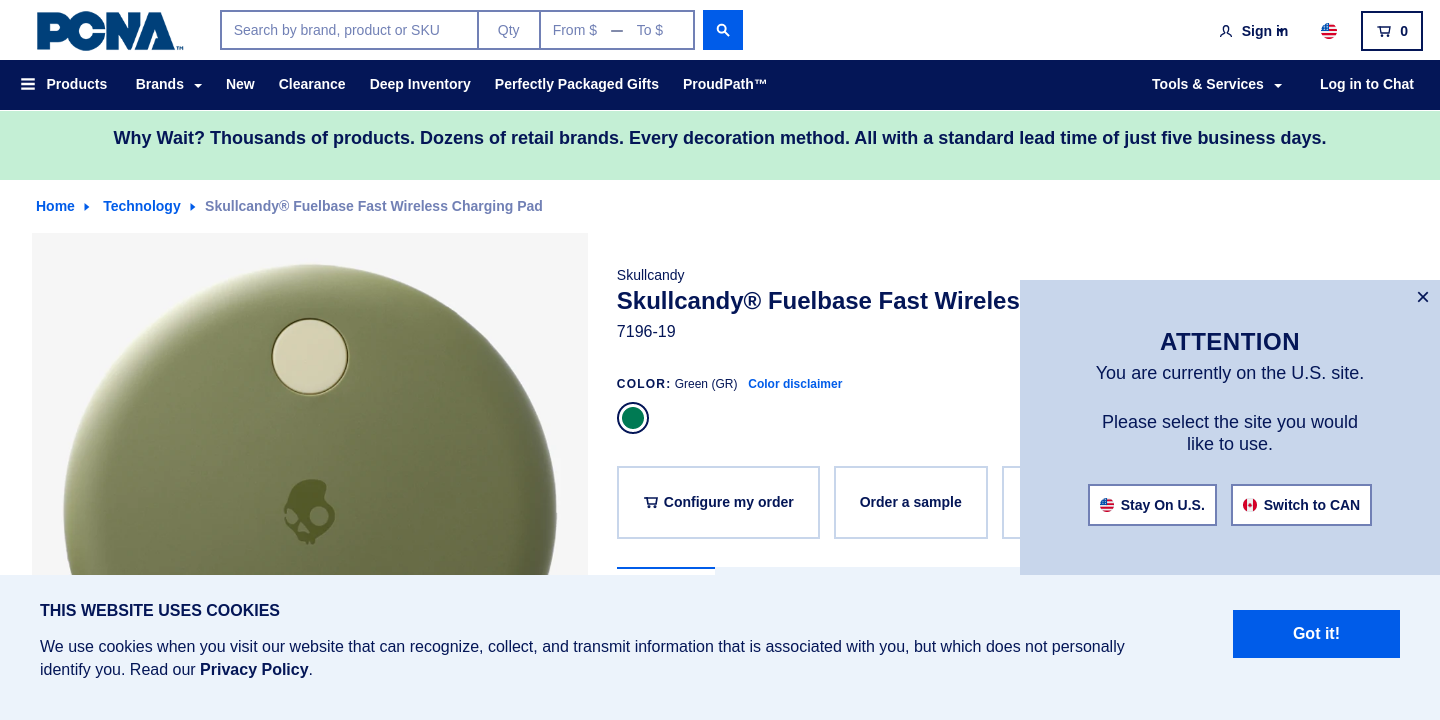 PCNA™
Search by brand, product or SKU
Qty
From $ — To $
Sign in
0
Products
Brands
New
Clearance
Deep Inventory
Perfectly Packaged Gifts
ProudPath™
Tools & Services
Log in to Chat
Why Wait? Thousands of products. Dozens of retail brands. Every decoration method. All with a standard lead time of just five business days.
Home
Technology
Skullcandy® Fuelbase Fast Wireless Charging Pad
Skullcandy
Skullcandy® Fuelbase Fast
7196-19
COLOR: Green (GR) Color disclaimer
Configure my order
Order a sample
×
ATTENTION
You are currently on the U.S. site.
Please select the site you would
like to use.
Stay On U.S.
Switch to CAN
THIS WEBSITE USES COOKIES
We use cookies when you visit our website that can recognize, collect, and transmit information that is associated with you, but which does not personally
identify you. Read our Privacy Policy.
Got it!